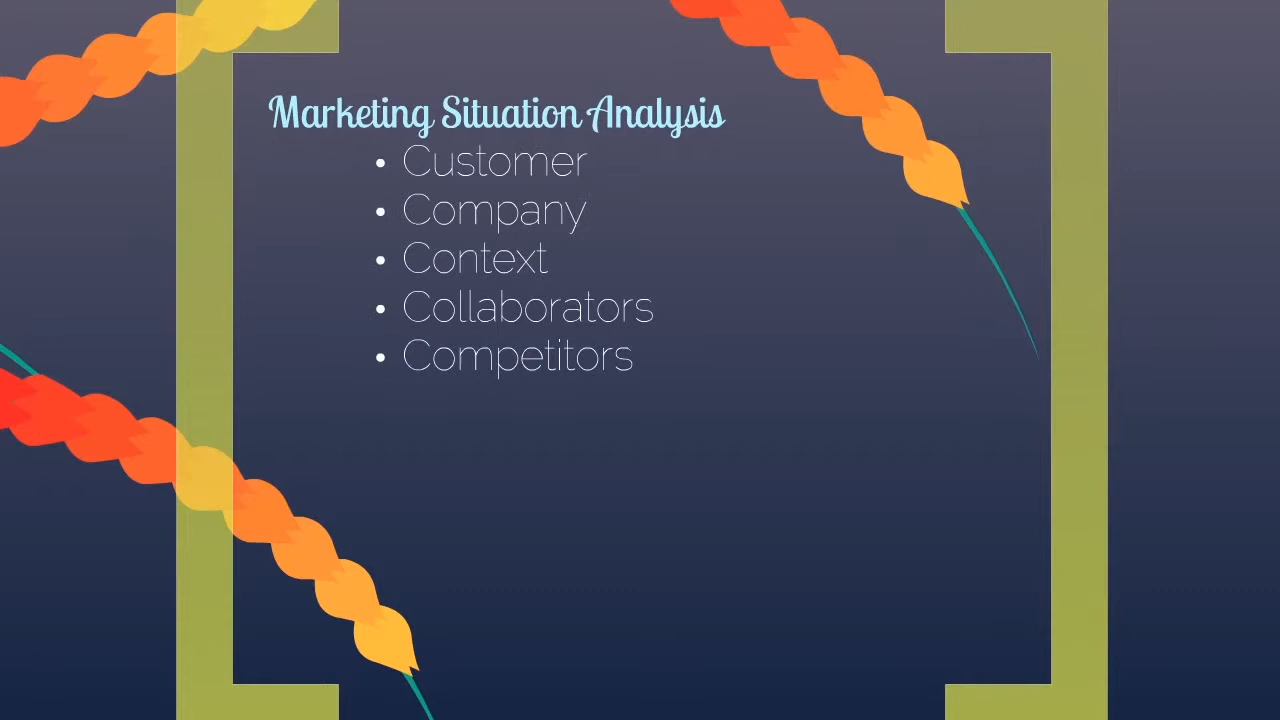 Marketing Situation Analysis
• Customer
• Company
• Context
• Collaborators
• Competitors